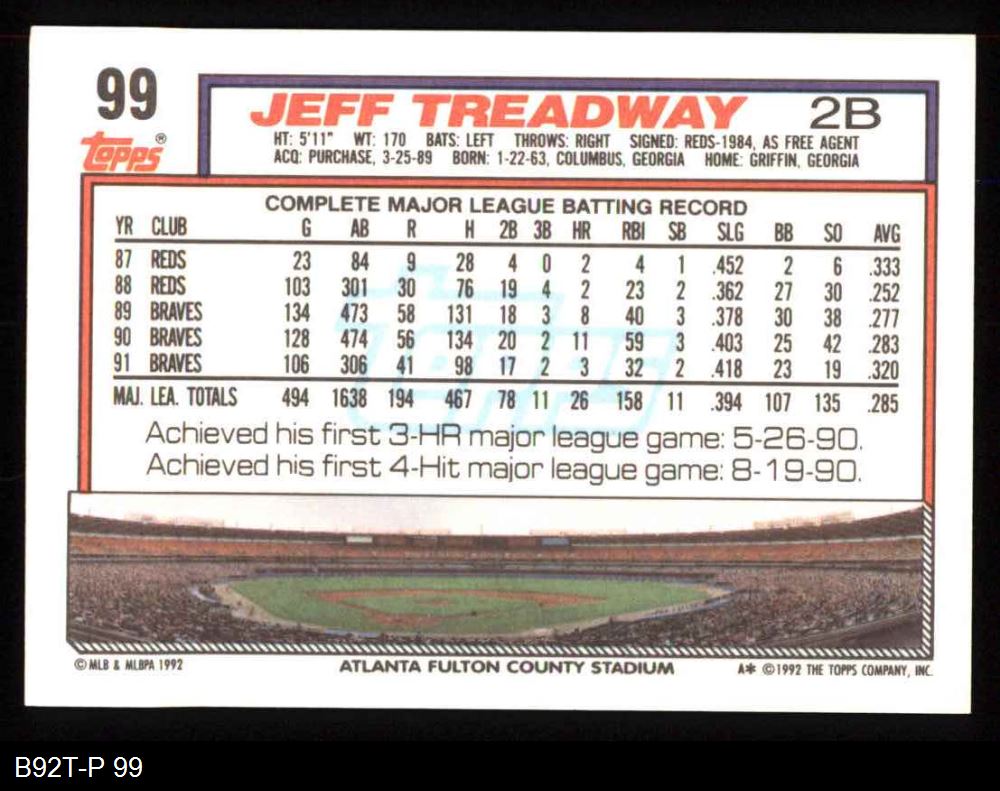 99
Topps®
JEFF TREADWAY 2B
HT: 5'11" WT: 170 BATS: LEFT THROWS: RIGHT SIGNED: REDS-1984, AS FREE AGENT
ACQ: PURCHASE, 3-25-89 BORN: 1-22-63, COLUMBUS, GEORGIA HOME: GRIFFIN, GEORGIA
COMPLETE MAJOR LEAGUE BATTING RECORD
YR CLUB G AB R H 2B 3B HR RBI SB SLG BB SO AVG
87 REDS 23 84 9 28 4 0 2 4 1 .452 2 6 .333
88 REDS 103 301 30 76 19 4 2 23 2 .362 27 30 .252
89 BRAVES 134 473 58 131 18 3 8 40 3 .378 30 38 .277
90 BRAVES 128 474 56 134 20 2 11 59 3 .403 25 42 .283
91 BRAVES 106 306 41 98 17 2 3 32 2 .418 23 19 .320
MAJ. LEA. TOTALS 494 1638 194 467 78 11 26 158 11 .394 107 135 .285
Topps
Achieved his first 3-HR major league game: 5-26-90.
Achieved his first 4-Hit major league game: 8-19-90.
© MLB & MLBPA 1992 ATLANTA FULTON COUNTY STADIUM A* © 1992 THE TOPPS COMPANY, INC.
B92T-P 99